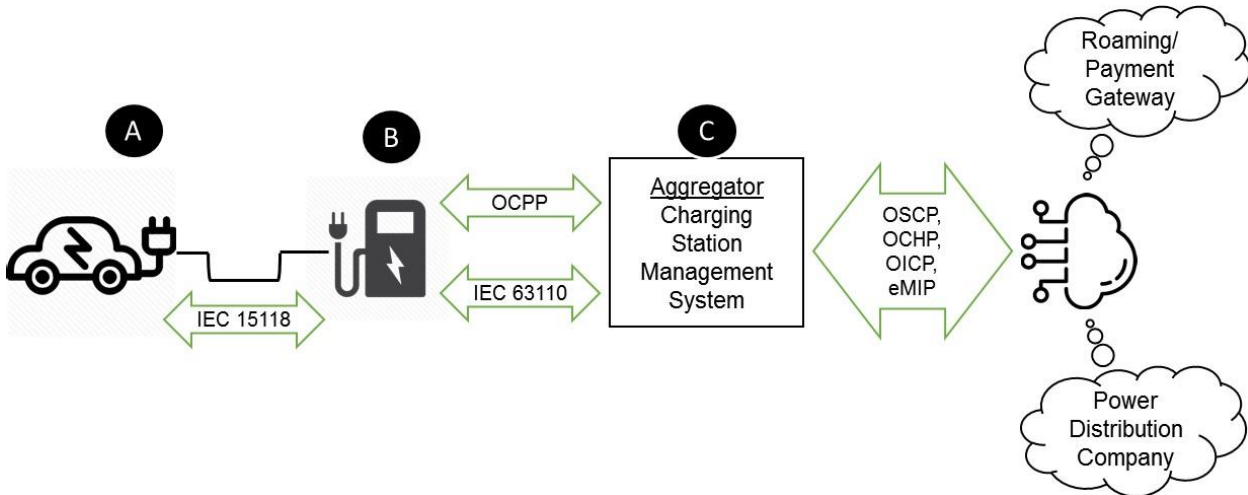 A
B
C
Roaming/
Payment
Gateway
OCPP
IEC 63110
IEC 15118
Aggregator
Charging
Station
Management
System
OSCP,
OCHP,
OICP,
eMIP
Power
Distribution
Company